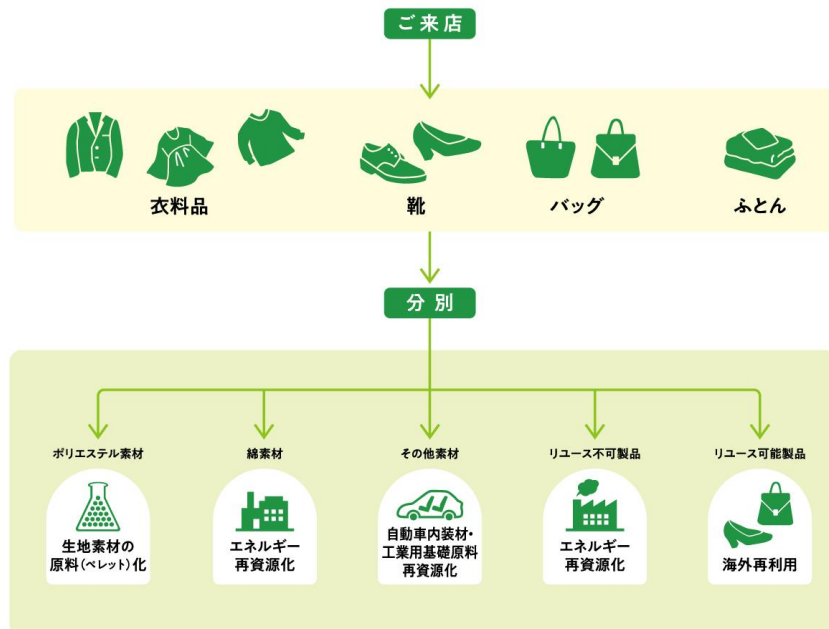 ご来店
衣料品
靴
バッグ
ふとん
分別
ポリエステル素材
綿素材
その他素材
リユース不可製品
リユース可能製品
生地素材の
原料(ペレット)化
エネルギー
再資源化
自動車内装材・
工業用基礎原料
再資源化
エネルギー
再資源化
海外再利用